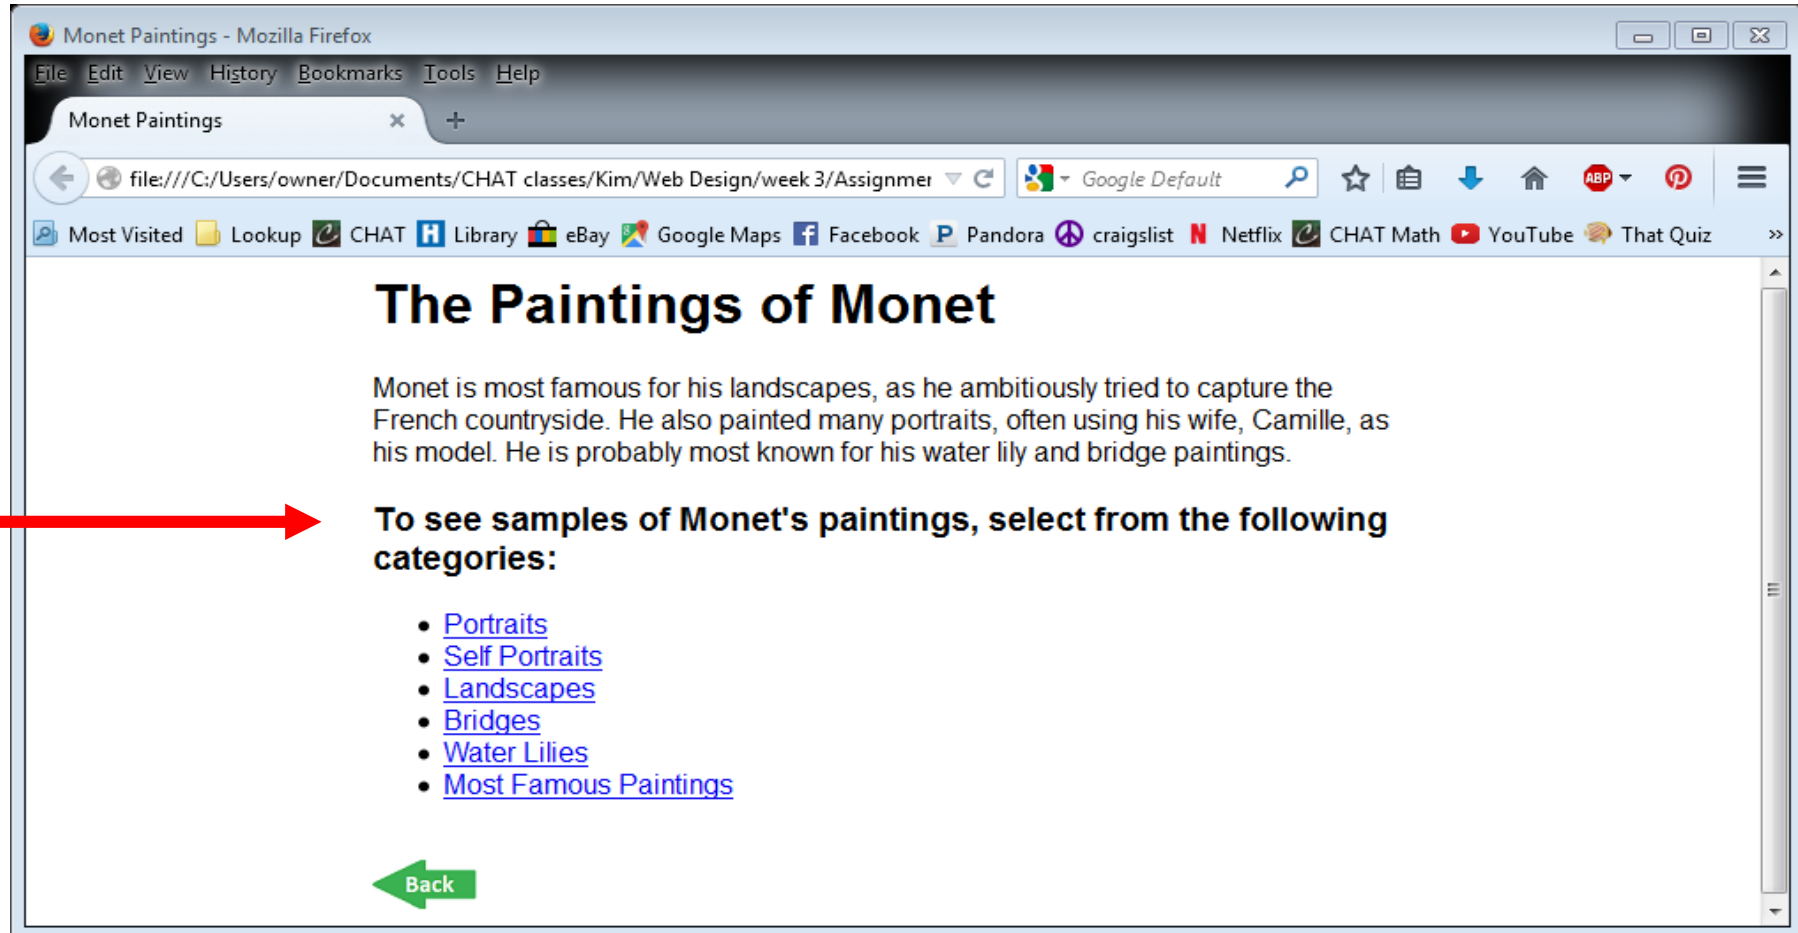 Monet Paintings - Mozilla Firefox
File Edit View History Bookmarks Tools Help
Monet Paintings
file:///C:/Users/owner/Documents/CHAT classes/Kim/Web Design/week 3/Assignmer
Google Default
ABP
Most Visited Lookup CHAT H Library eBay Google Maps Facebook P Pandora craigslist N Netflix CHAT Math YouTube That Quiz »
The Paintings of Monet
Monet is most famous for his landscapes, as he ambitiously tried to capture the
French countryside. He also painted many portraits, often using his wife, Camille, as
his model. He is probably most known for his water lily and bridge paintings.
To see samples of Monet's paintings, select from the following
categories:
• Portraits
• Self Portraits
• Landscapes
• Bridges
• Water Lilies
• Most Famous Paintings
Back